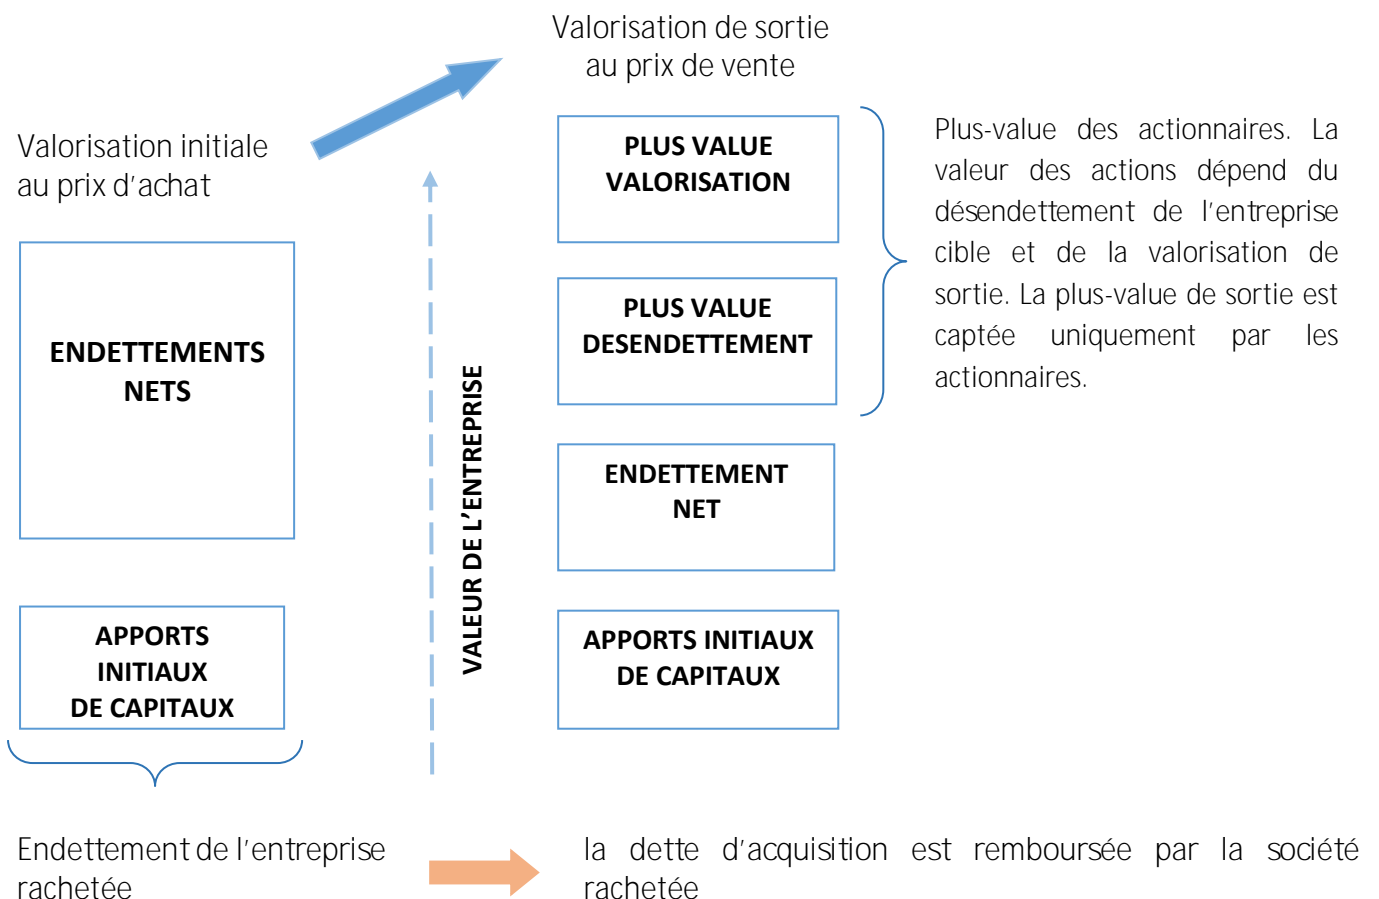 Valorisation de sortie
au prix de vente
Valorisation initiale
au prix d’achat
ENDETTEMENTS
NETS
APPORTS
INITIAUX
DE CAPITAUX
VALEUR DE L’ENTREPRISE
PLUS VALUE
VALORISATION
PLUS VALUE
DESENDETTEMENT
ENDETTEMENT
NET
APPORTS INITIAUX
DE CAPITAUX
Plus-value des actionnaires. La
valeur des actions dépend du
désendettement de l’entreprise
cible et de la valorisation de
sortie. La plus-value de sortie est
captée uniquement par les
actionnaires.
Endettement de l’entreprise
rachetée
la dette d’acquisition est remboursée par la société
rachetée